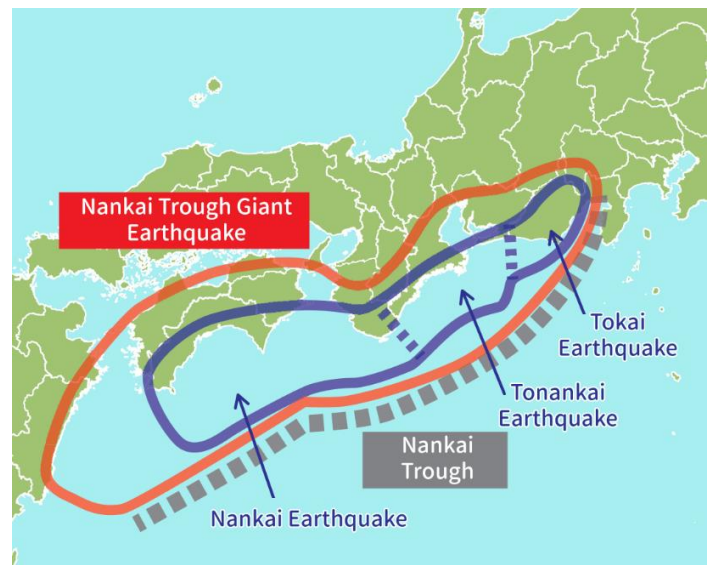 Nankai Trough Giant
Earthquake
Tokai
Earthquake
Tonankai
Earthquake
Nankai
Trough
Nankai Earthquake